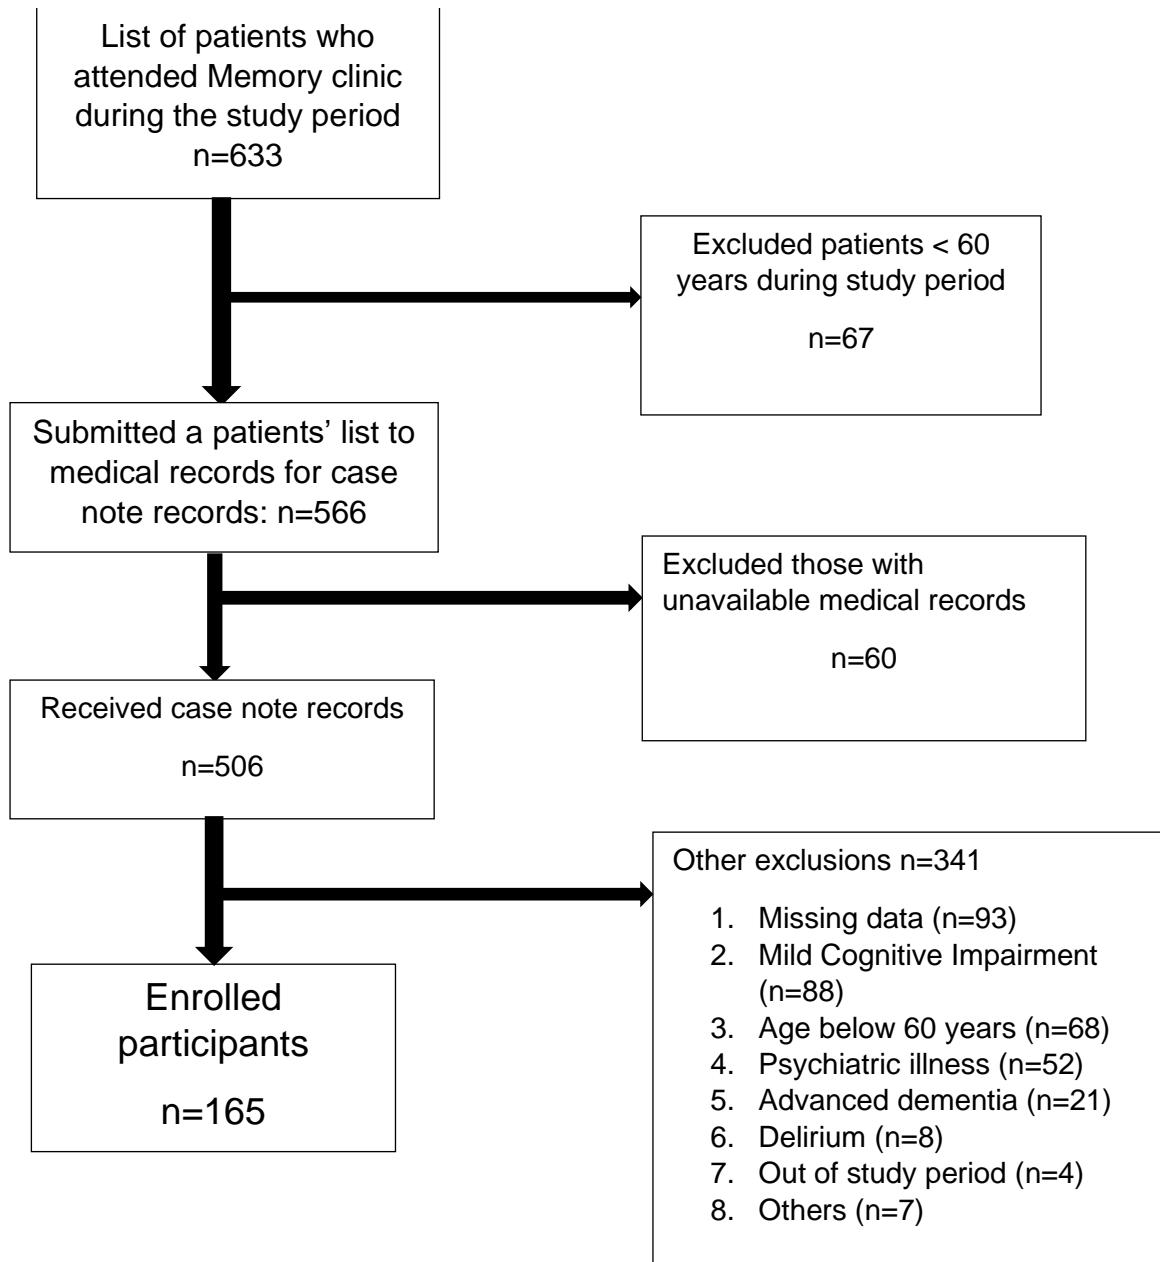 List of patients who
attended Memory clinic
during the study period
n=633
Excluded patients < 60
years during study period
n=67
Submitted a patients’ list to
medical records for case
note records: n=566
Excluded those with
unavailable medical records
n=60
Received case note records
n=506
Other exclusions n=341
1. Missing data (n=93)
2. Mild Cognitive Impairment
(n=88)
3. Age below 60 years (n=68)
4. Psychiatric illness (n=52)
5. Advanced dementia (n=21)
6. Delirium (n=8)
7. Out of study period (n=4)
8. Others (n=7)
Enrolled
participants
n=165